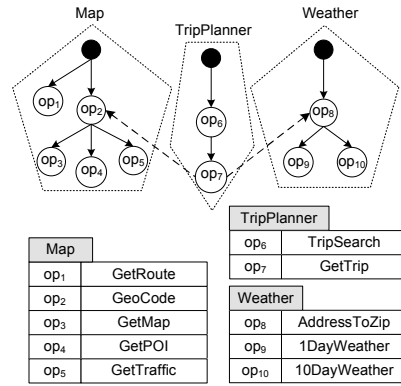 Map
TripPlanner
Weather
op1
op2
op3
op4
op5
op6
op7
op8
op9
op10
Map
op1 GetRoute
op2 GeoCode
op3 GetMap
op4 GetPOI
op5 GetTraffic
TripPlanner
op6 TripSearch
op7 GetTrip
Weather
op8 AddressToZip
op9 1DayWeather
op10 10DayWeather